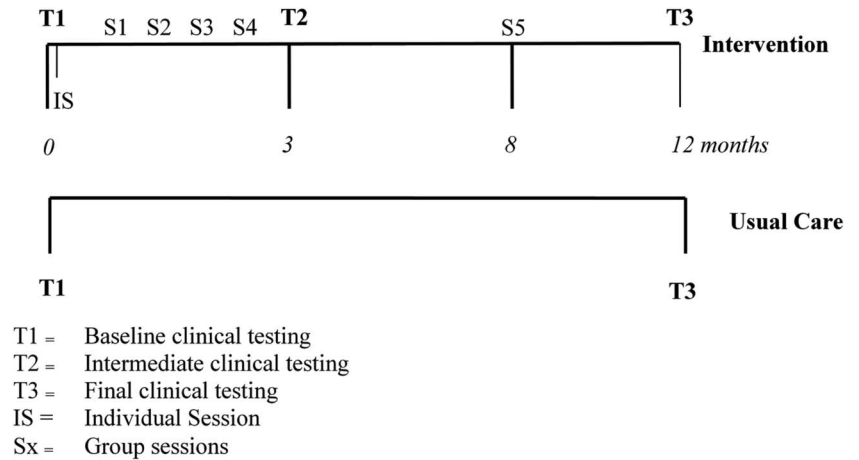 T1 S1 S2 S3 S4 T2 S5 T3
Intervention
IS
0 3 8 12 months
Usual Care
T1 T3
T1 = Baseline clinical testing
T2 = Intermediate clinical testing
T3 = Final clinical testing
IS = Individual Session
Sx = Group sessions